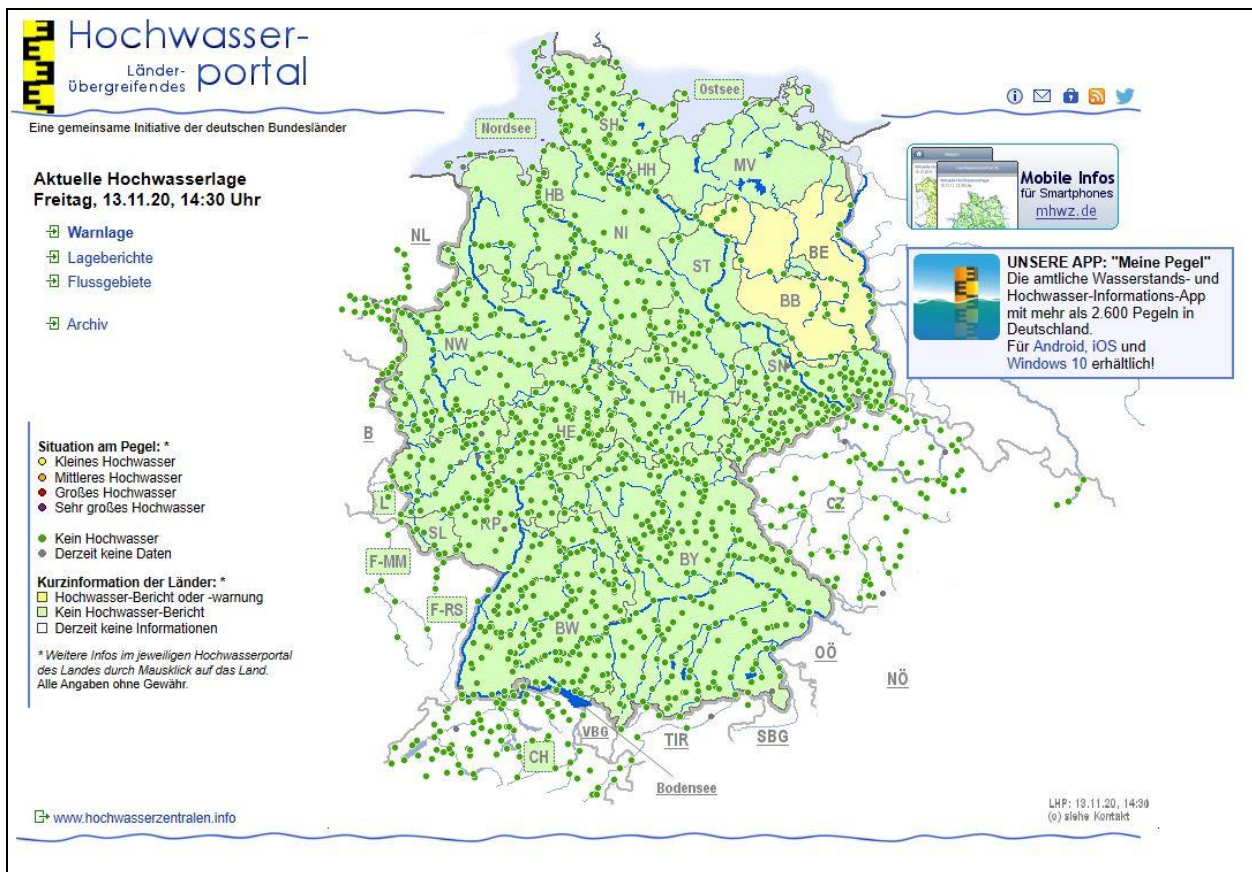 Hochwasser-
Länder-
übergreifendes portal
Eine gemeinsame Initiative der deutschen Bundesländer
Aktuelle Hochwasserlage
Freitag, 13.11.20, 14:30 Uhr
Warnlage
Lageberichte
Flussgebiete
Archiv
Situation am Pegel: *
Kleines Hochwasser
Mittleres Hochwasser
Großes Hochwasser
Sehr großes Hochwasser
Kein Hochwasser
Derzeit keine Daten
Kurzinformation der Länder: *
Hochwasser-Bericht oder -warnung
Kein Hochwasser-Bericht
Derzeit keine Informationen
* Weitere Infos im jeweiligen Hochwasserportal
des Landes durch Mausklick auf das Land.
Alle Angaben ohne Gewähr.
www.hochwasserzentralen.info
Ostsee
Nordsee
SH
HH
MV
HB
NL
NI
BE
ST
BB
NW
SN
TH
B
HE
CZ
L
RP
SL
F-MM
BY
F-RS
BW
OÖ
NÖ
VBG
TIR
SBG
CH
Bodensee
Mobile Infos
für Smartphones
mhwz.de
UNSERE APP: "Meine Pegel"
Die amtliche Wasserstands- und
Hochwasser-Informations-App
mit mehr als 2.600 Pegeln in
Deutschland.
Für Android, iOS und
Windows 10 erhältlich!
LHP: 13.11.20, 14:30
(o) siehe Kontakt